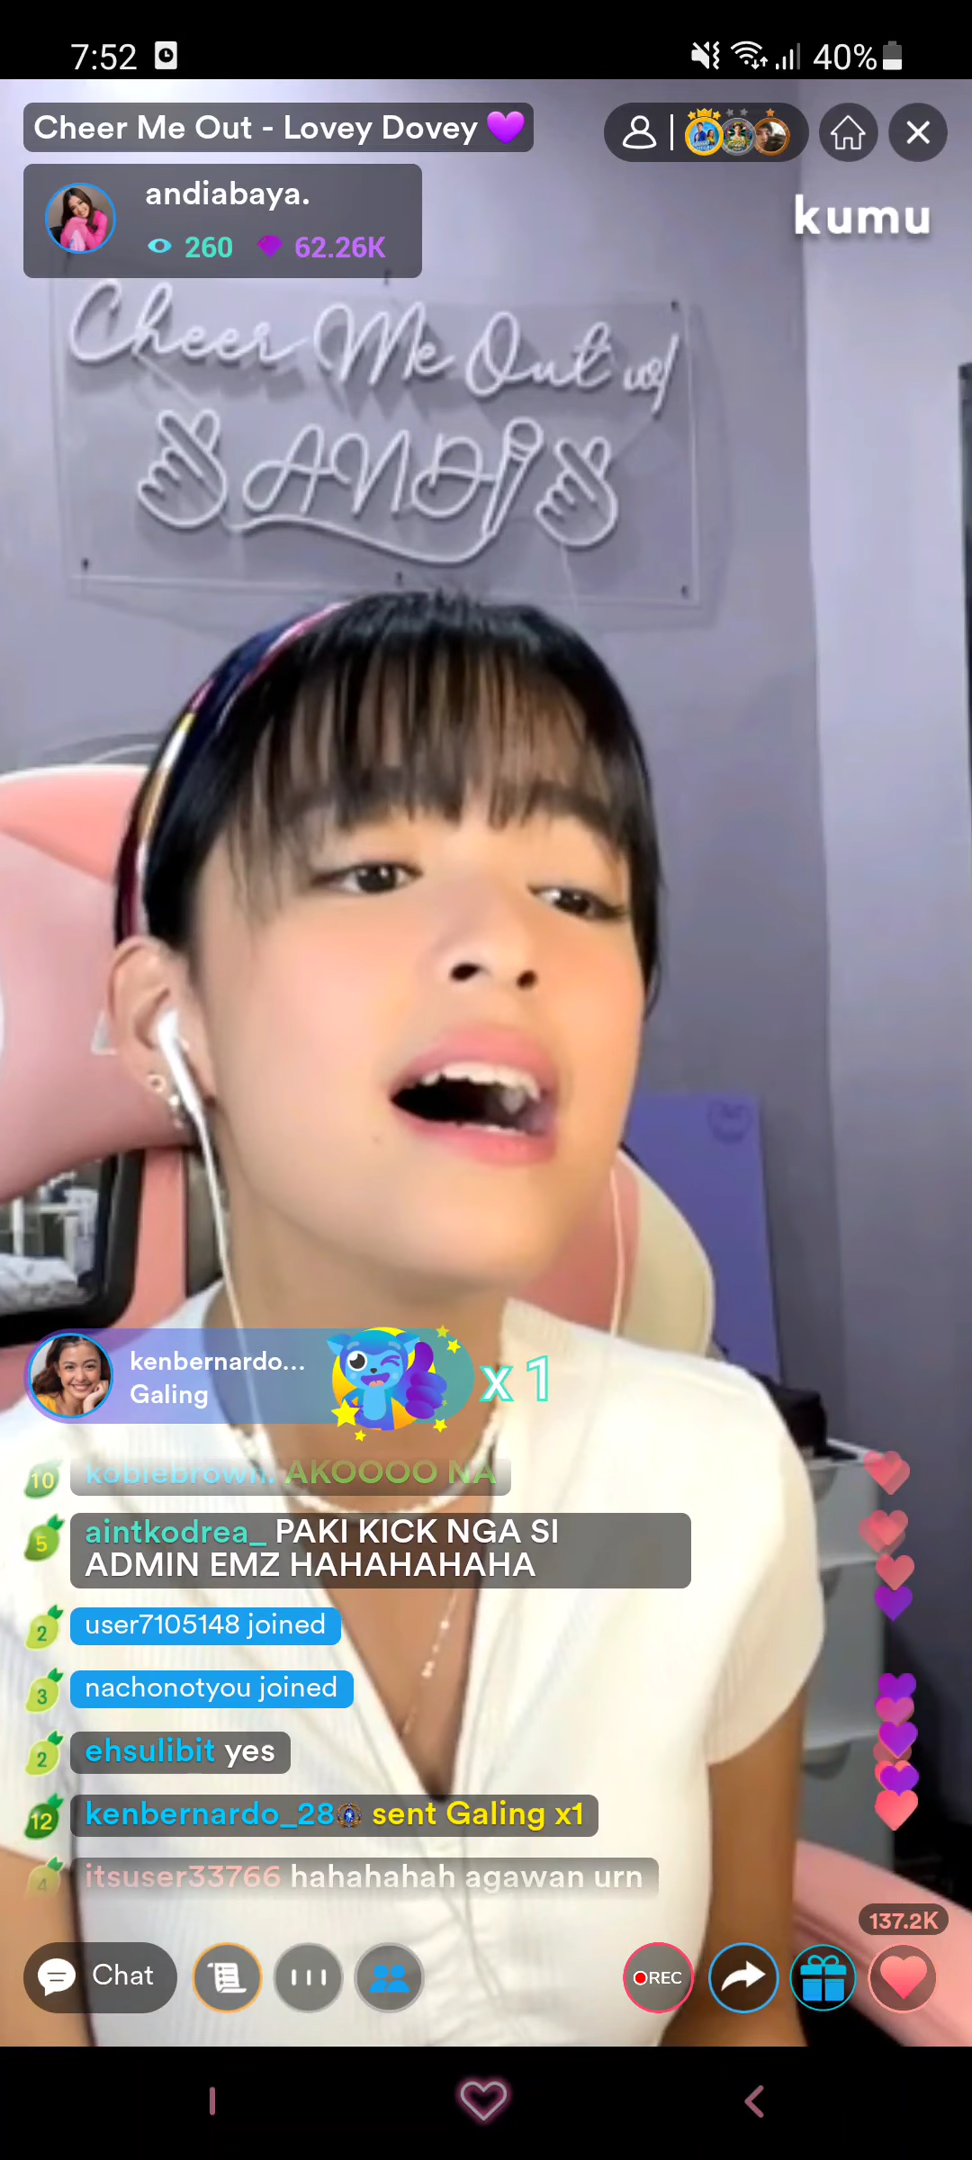 7:52
40%
Cheer Me Out - Lovey Dovey 💜
andiabaya.
260 62.26K
kumu
Cheer Me Out w/
ANDI
kenbernardo...
Galing
x 1
10 kobiebrown. AKOOOO NA
5 aintkodrea_ PAKI KICK NGA SI
ADMIN EMZ HAHAHAHAHA
2 user7105148 joined
3 nachonotyou joined
2 ehsulibit yes
12 kenbernardo_28 sent Galing x1
4 itsuser33766 hahahahah agawan urn
137.2K
Chat
REC